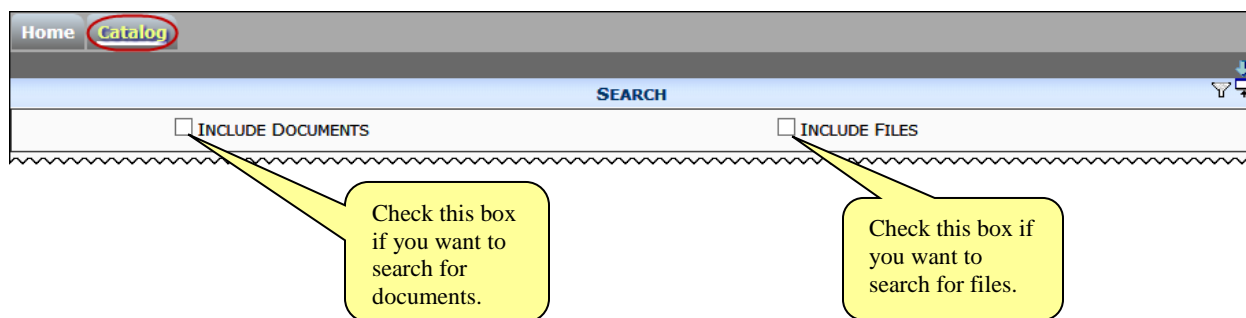 Home Catalog
SEARCH
INCLUDE DOCUMENTS
INCLUDE FILES
Check this box
if you want to
search for
documents.
Check this box if
you want to
search for files.